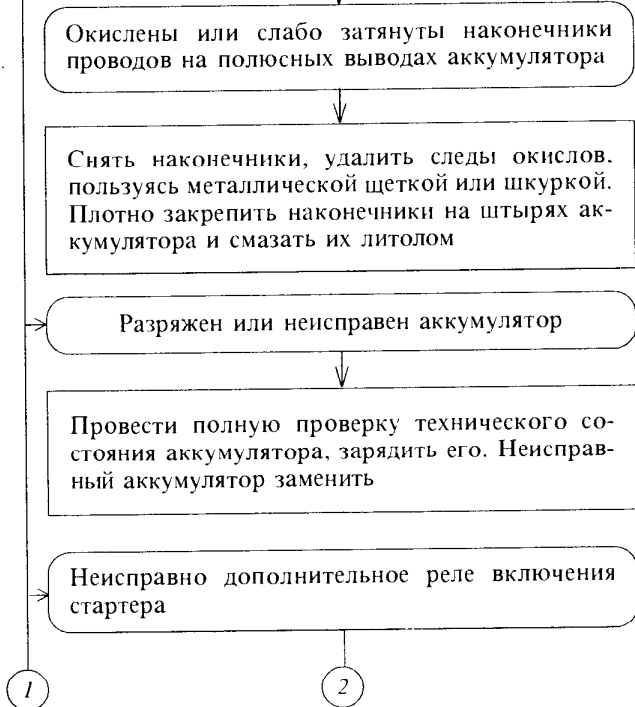 Окислены или слабо затянуты наконечники
проводов на полюсных выводах аккумулятора
Снять наконечники, удалить следы окислов,
пользуясь металлической щеткой или шкуркой.
Плотно закрепить наконечники на штырях ак-
кумулятора и смазать их литолом
Разряжен или неисправен аккумулятор
Провести полную проверку технического со-
стояния аккумулятора, зарядить его. Неисправ-
ный аккумулятор заменить
Неисправно дополнительное реле включения
стартера
1
2